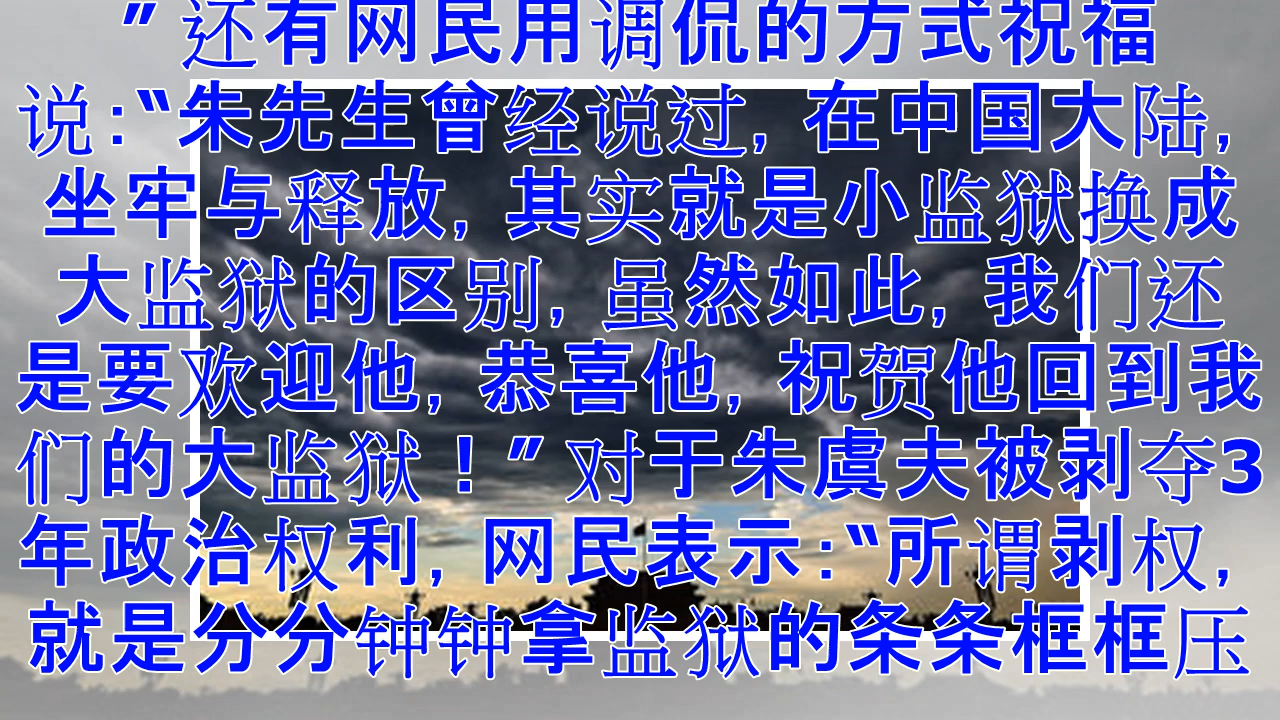 ”还有网民用调侃的方式祝福
说:“朱先生曾经说过, 在中国大陆,
坐牢与释放, 其实就是小监狱换成
大监狱的区别, 虽然如此, 我们还
是要欢迎他, 恭喜他, 祝贺他回到我
们的大监狱！”对于朱虞夫被剥夺3
年政治权利, 网民表示:“所谓剥权,
就是分分钟钟拿监狱的条条框框压